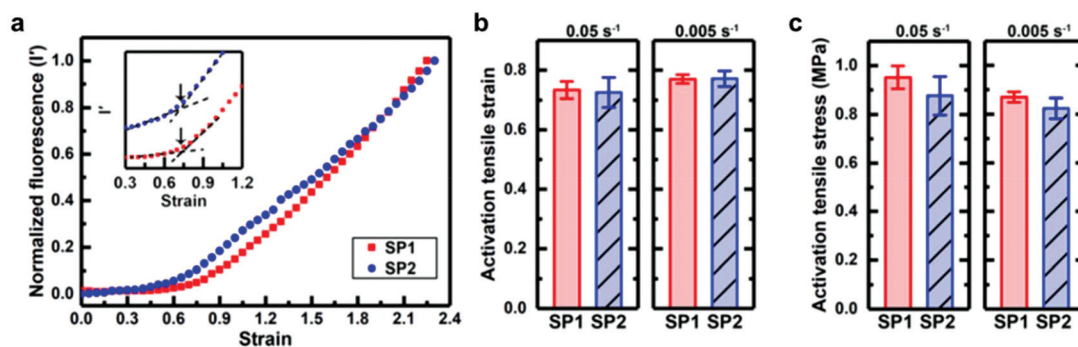 a
Normalized fluorescence (I')
1.0
0.8
0.6
0.4
0.2
0.0
0.0 0.3 0.6 0.9 1.2 1.5 1.8 2.1 2.4
Strain
I'
0.3 0.6 0.9 1.2
Strain
SP1
SP2
b
0.05 s⁻¹ 0.005 s⁻¹
Activation tensile strain
0.8
0.6
0.4
0.2
0.0
SP1 SP2 SP1 SP2
c
0.05 s⁻¹ 0.005 s⁻¹
Activation tensile stress (MPa)
1.0
0.8
0.6
0.4
0.2
0.0
SP1 SP2 SP1 SP2